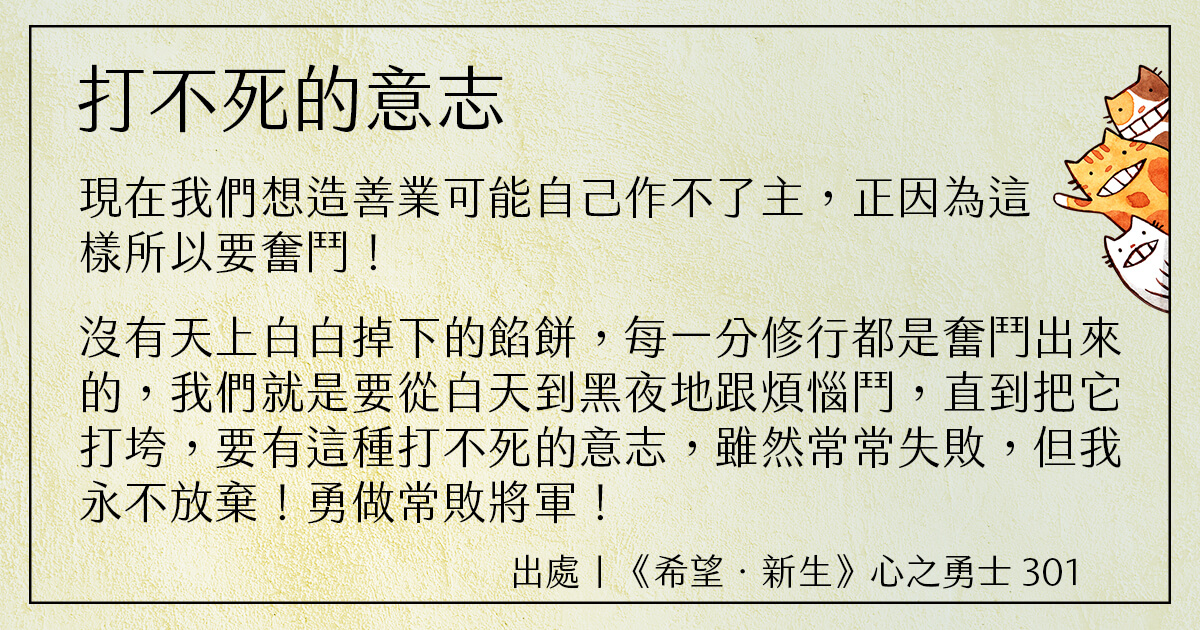 打不死的意志
現在我們想造善業可能自己作不了主，正因為這
樣所以要奮鬥！
沒有天上白白掉下的餡餅，每一分修行都是奮鬥出來
的，我們就是要從白天到黑夜地跟煩惱鬥，直到把它
打垮，要有這種打不死的意志，雖然常常失敗，但我
永不放棄！勇做常敗將軍！
出處｜《希望．新生》心之勇士 301